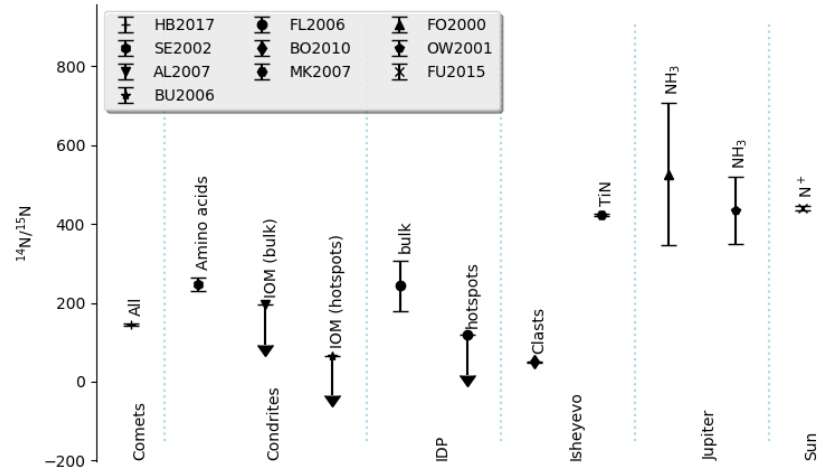 HB2017 FL2006 FO2000
SE2002 BO2010 OW2001
AL2007 MK2007 FU2015
BU2006
800
600
400
200
0
−200
¹⁴N/¹⁵N
All
Amino acids
IOM (bulk)
IOM (hotspots)
bulk
hotspots
Clasts
TiN
NH₃
NH₃
N⁺
Comets
Condrites
IDP
Isheyevo
Jupiter
Sun